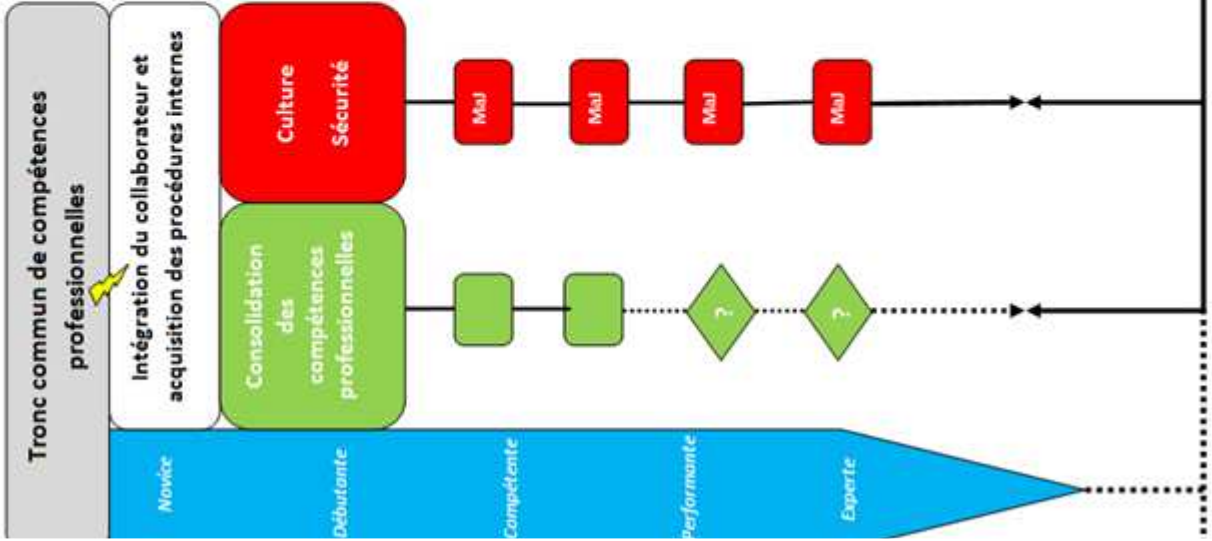 Tronc commun de compétences
professionnelles
Intégration du collaborateur et
acquisition des procédures internes
Consolidation
des
compétences
professionnelles
Culture
Sécurité
MaJ
MaJ
MaJ
MaJ
?
?
Novice
Débutante
Compétente
Performante
Experte